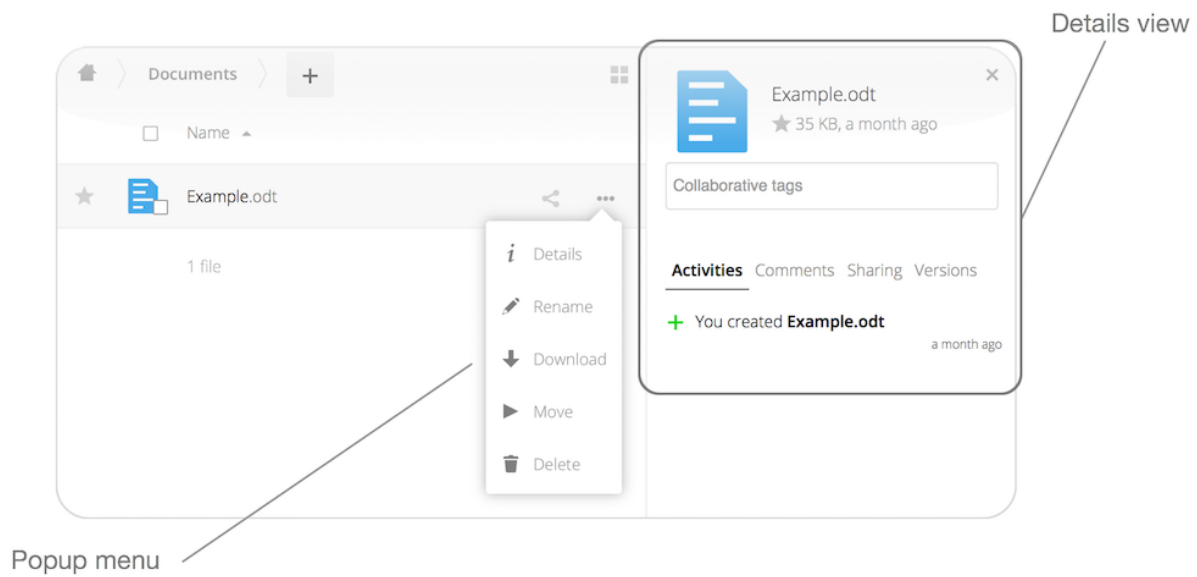 Details view
Documents
+
Example.odt
35 KB, a month ago
Name
Collaborative tags
Example.odt
1 file
Details
Rename
Download
Move
Delete
Activities Comments Sharing Versions
You created Example.odt
a month ago
Popup menu